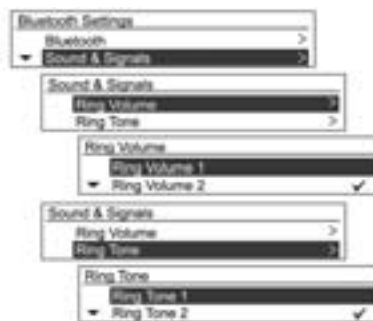 Bluetooth Settings
Bluetooth >
Sound & Signals >
Sound & Signals
Ring Volume >
Ring Tone >
Ring Volume
Ring Volume 1
Ring Volume 2 ✓
Sound & Signals
Ring Volume >
Ring Tone >
Ring Tone
Ring Tone 1
Ring Tone 2 ✓